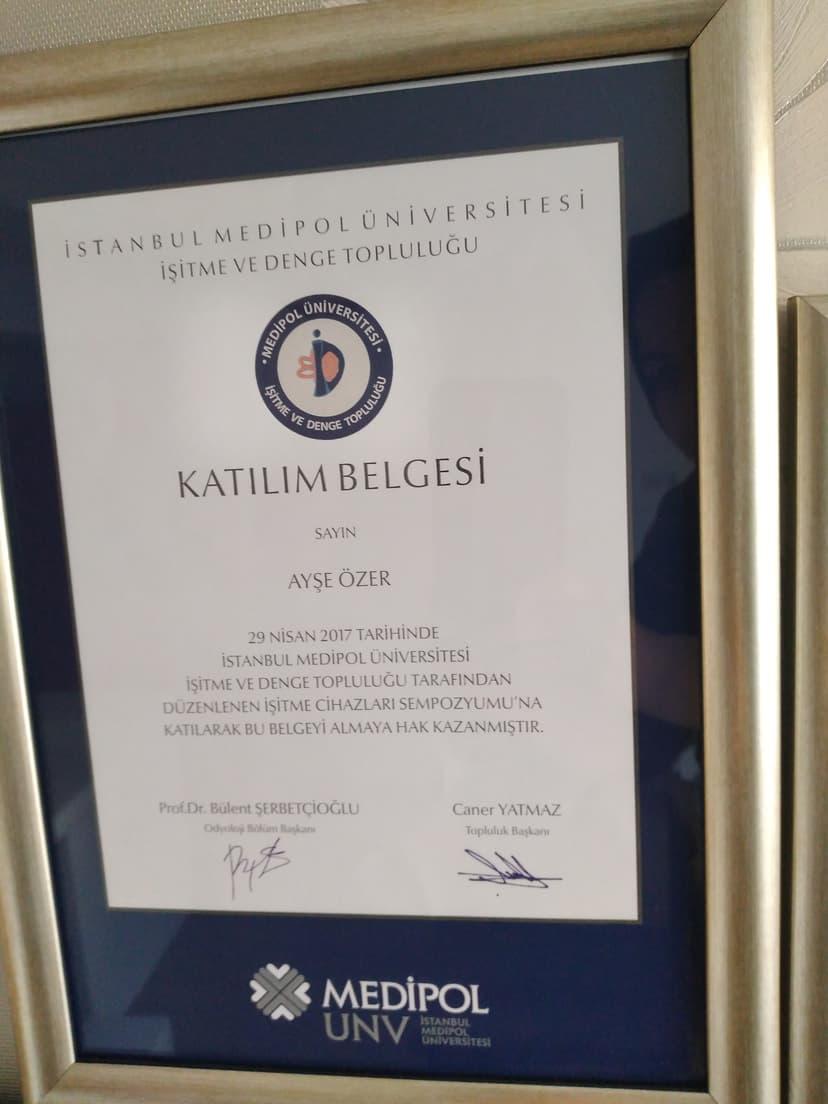 İSTANBUL MEDİPOL ÜNİVERSİTESİ
İŞİTME VE DENGE TOPLULUĞU
• MEDİPOL ÜNİVERSİTESİ •
İŞİTME VE DENGE TOPLULUĞU
KATILIM BELGESİ
SAYIN
AYŞE ÖZER
29 NİSAN 2017 TARİHİNDE
İSTANBUL MEDİPOL ÜNİVERSİTESİ
İŞİTME VE DENGE TOPLULUĞU TARAFINDAN
DÜZENLENEN İŞİTME CİHAZLARI SEMPOZYUMU'NA
KATILARAK BU BELGEYİ ALMAYA HAK KAZANMIŞTIR.
Prof.Dr. Bülent ŞERBETÇİOĞLU
Odyoloji Bölüm Başkanı
Caner YATMAZ
Topluluk Başkanı
MEDİPOL
UNV
İSTANBUL
MEDİPOL
ÜNİVERSİTESİ